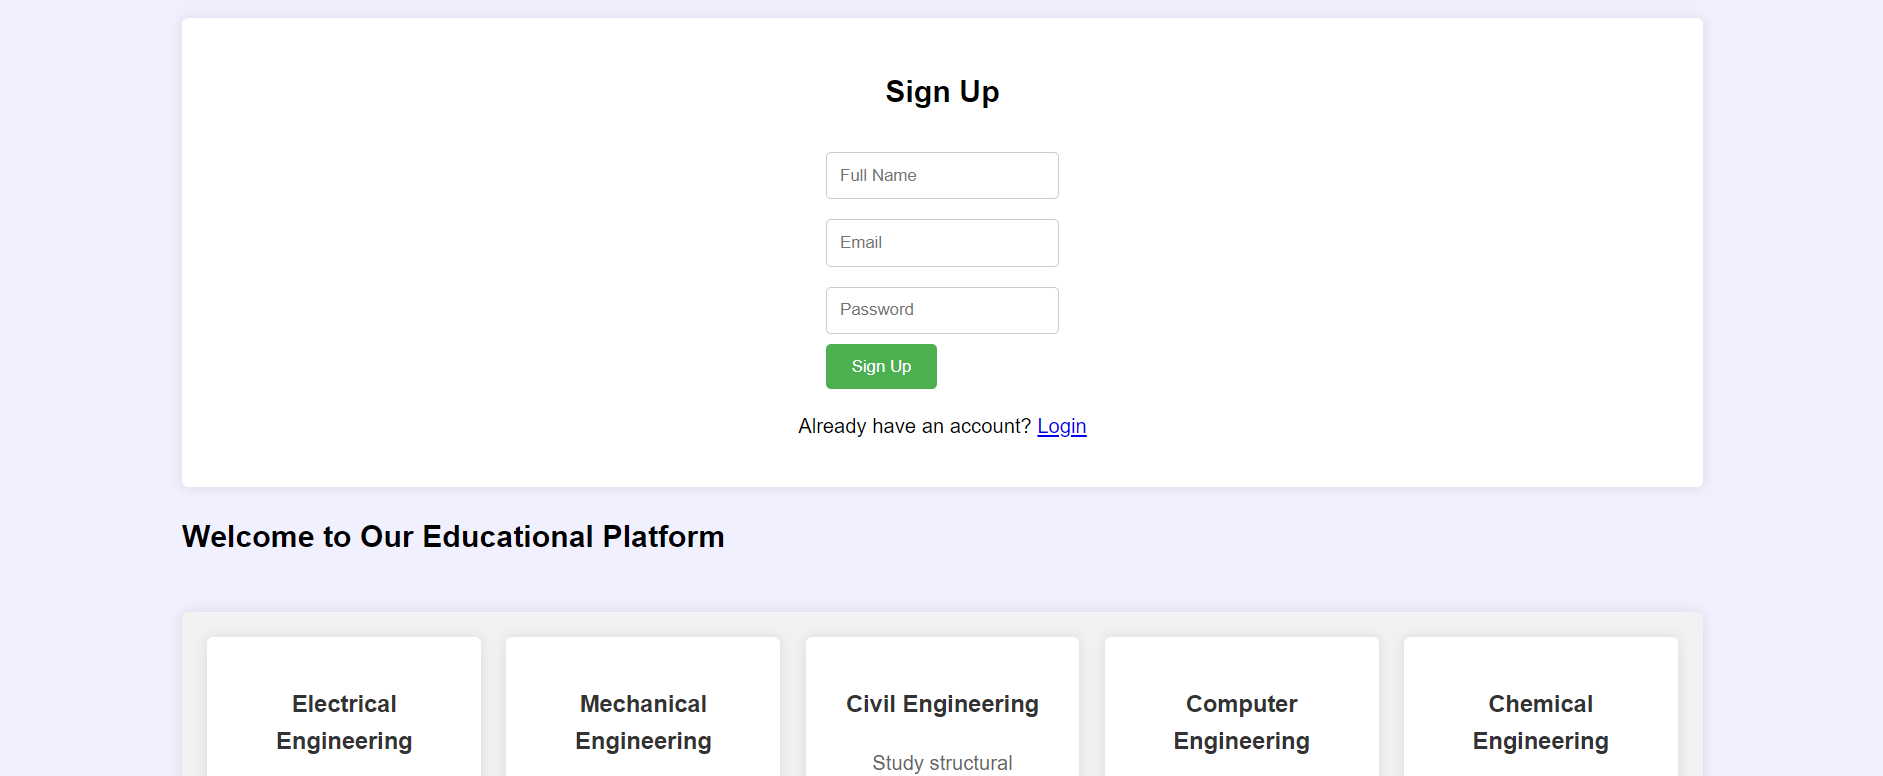 Sign Up
Full Name
Email
Password
Sign Up
Already have an account? Login
Welcome to Our Educational Platform
Electrical
Engineering
Mechanical
Engineering
Civil Engineering
Study structural
Computer
Engineering
Chemical
Engineering